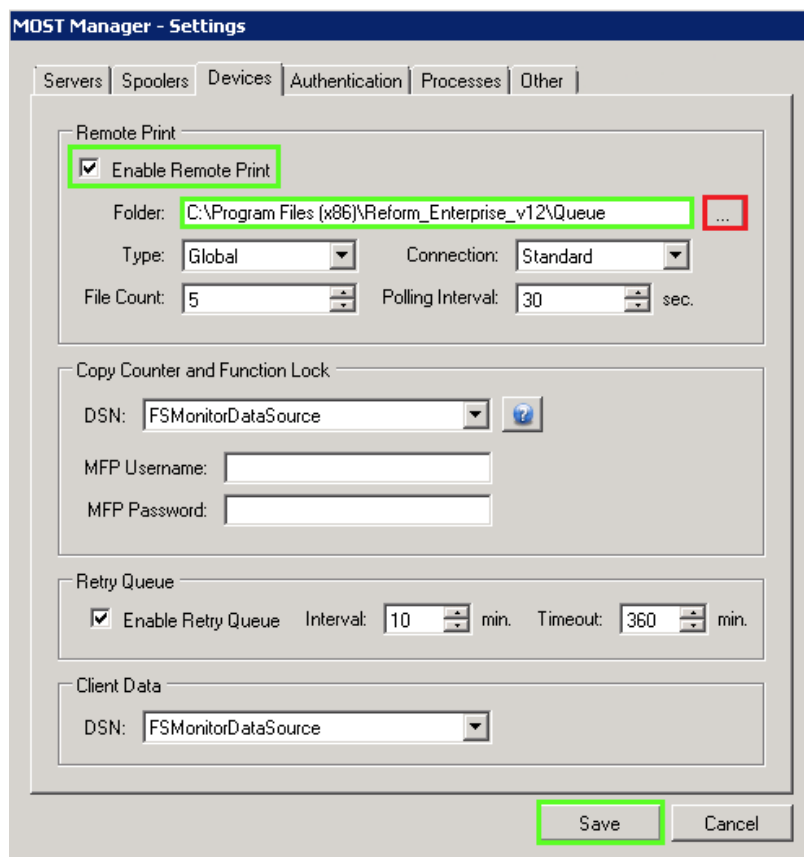 MOST Manager - Settings
Servers Spoolers Devices Authentication Processes Other
Remote Print
Enable Remote Print
Folder: C:\Program Files (x86)\Reform_Enterprise_v12\Queue ...
Type: Global Connection: Standard
File Count: 5 Polling Interval: 30 sec.
Copy Counter and Function Lock
DSN: FSMonitorDataSource ?
MFP Username:
MFP Password:
Retry Queue
Enable Retry Queue Interval: 10 min. Timeout: 360 min.
Client Data
DSN: FSMonitorDataSource
Save Cancel